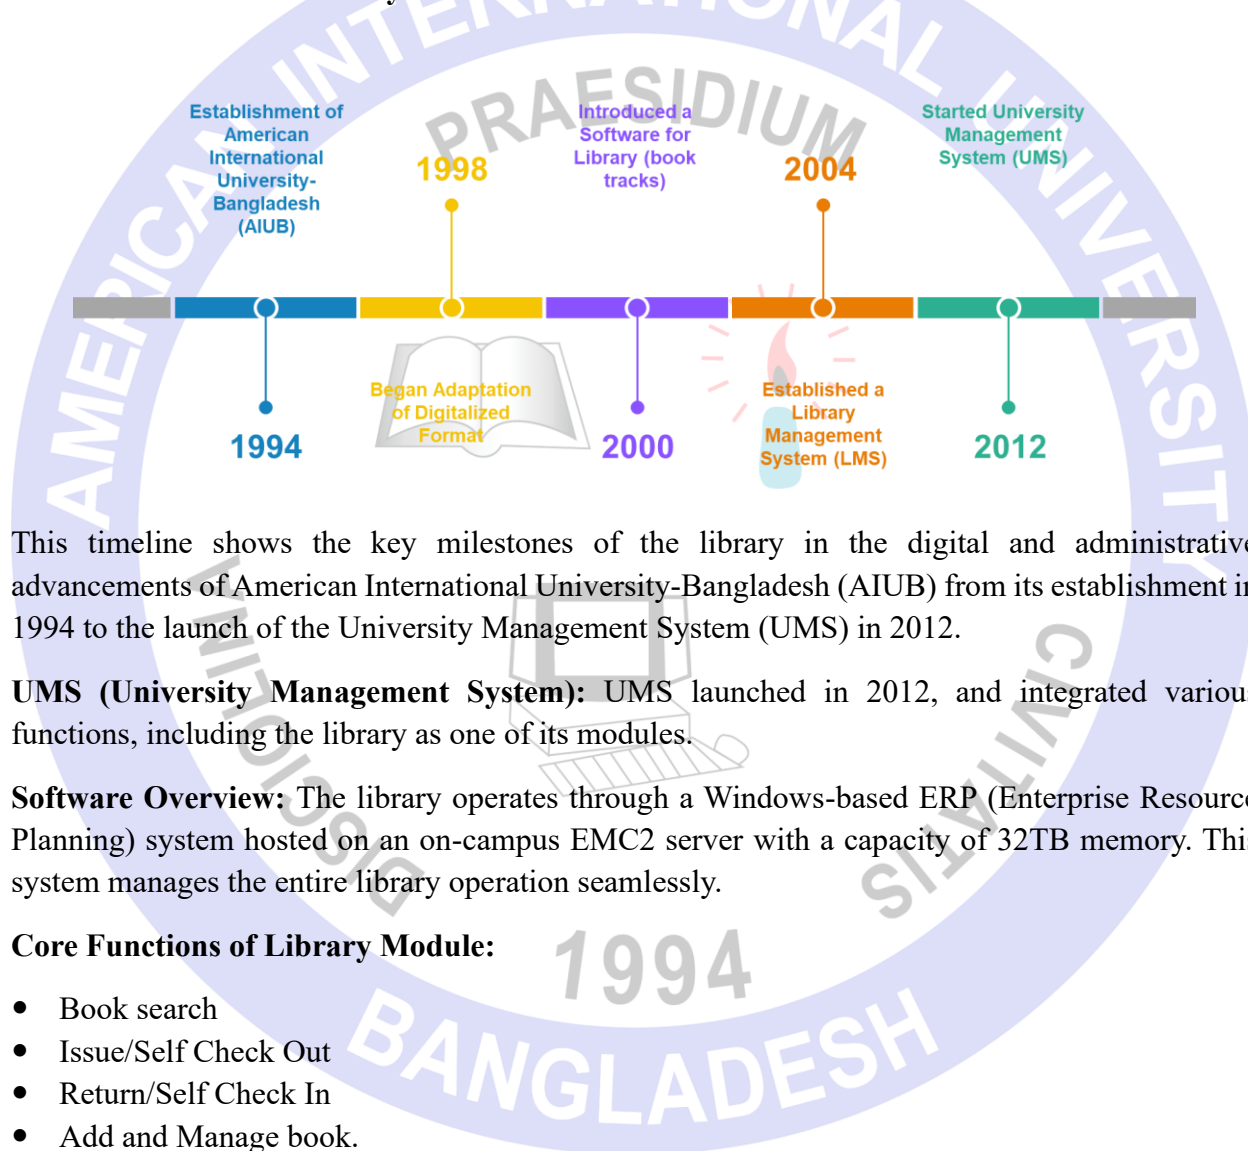 AMERICAN INTERNATIONAL UNIVERSITY
PRAESIDIUM
Establishment of
American
International
University-
Bangladesh
(AIUB)
1994
1998
Began Adaptation
of Digitalized
Format
Introduced a
Software for
Library (book
tracks)
2000
2004
Established a
Library
Management
System (LMS)
Started University
Management
System (UMS)
2012
This timeline shows the key milestones of the library in the digital and administrative
advancements of American International University-Bangladesh (AIUB) from its establishment in
1994 to the launch of the University Management System (UMS) in 2012.
UMS (University Management System): UMS launched in 2012, and integrated various
functions, including the library as one of its modules.
Software Overview: The library operates through a Windows-based ERP (Enterprise Resource
Planning) system hosted on an on-campus EMC2 server with a capacity of 32TB memory. This
system manages the entire library operation seamlessly.
Core Functions of Library Module:
● Book search
● Issue/Self Check Out
● Return/Self Check In
● Add and Manage book.
DISCIPLINA
CIVITATIS
1994
BANGLADESH